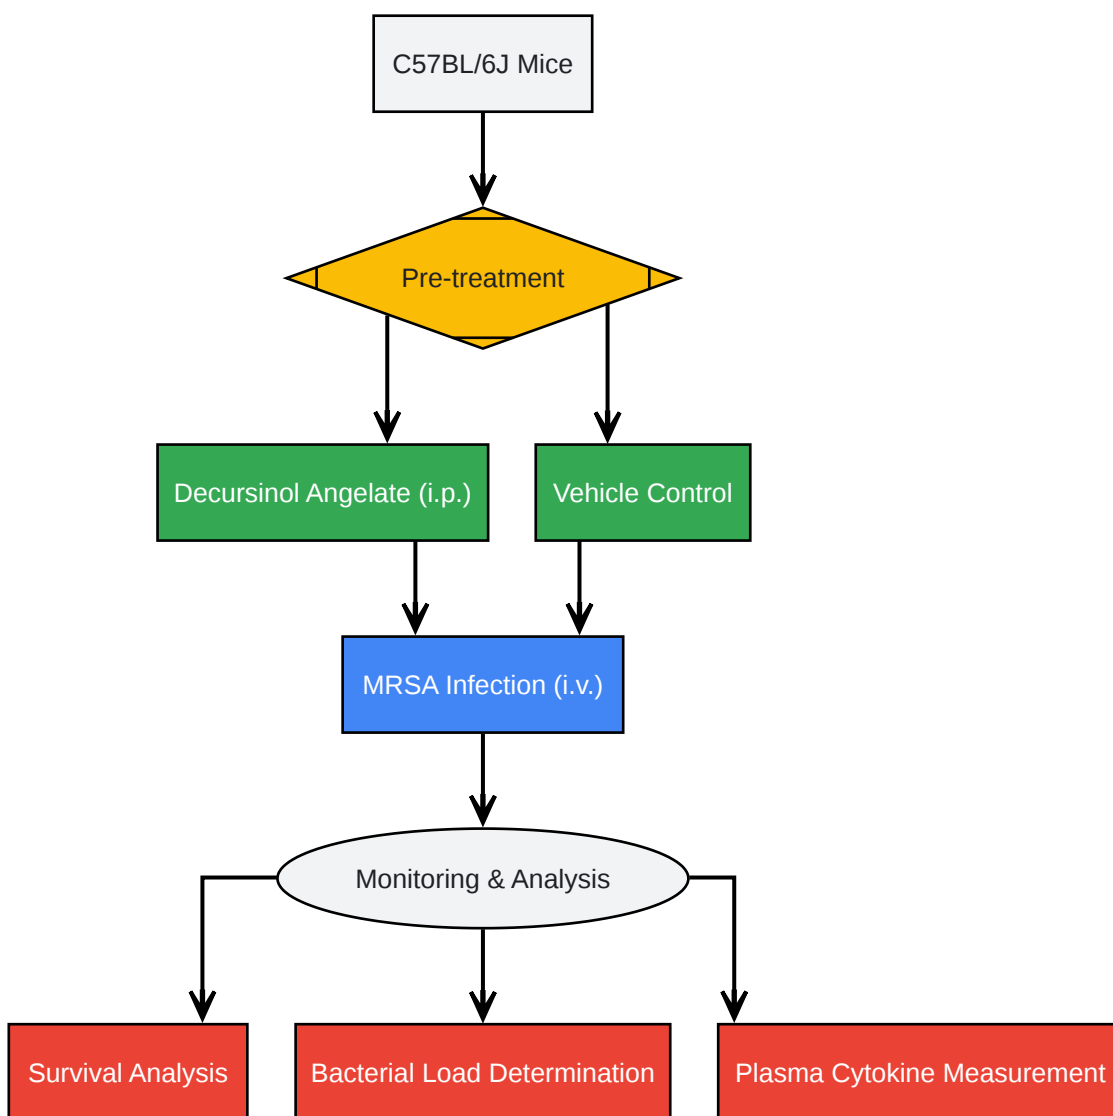 C57BL/6J Mice
Pre-treatment
Decursinol Angelate (i.p.)
Vehicle Control
MRSA Infection (i.v.)
Monitoring & Analysis
Survival Analysis
Bacterial Load Determination
Plasma Cytokine Measurement